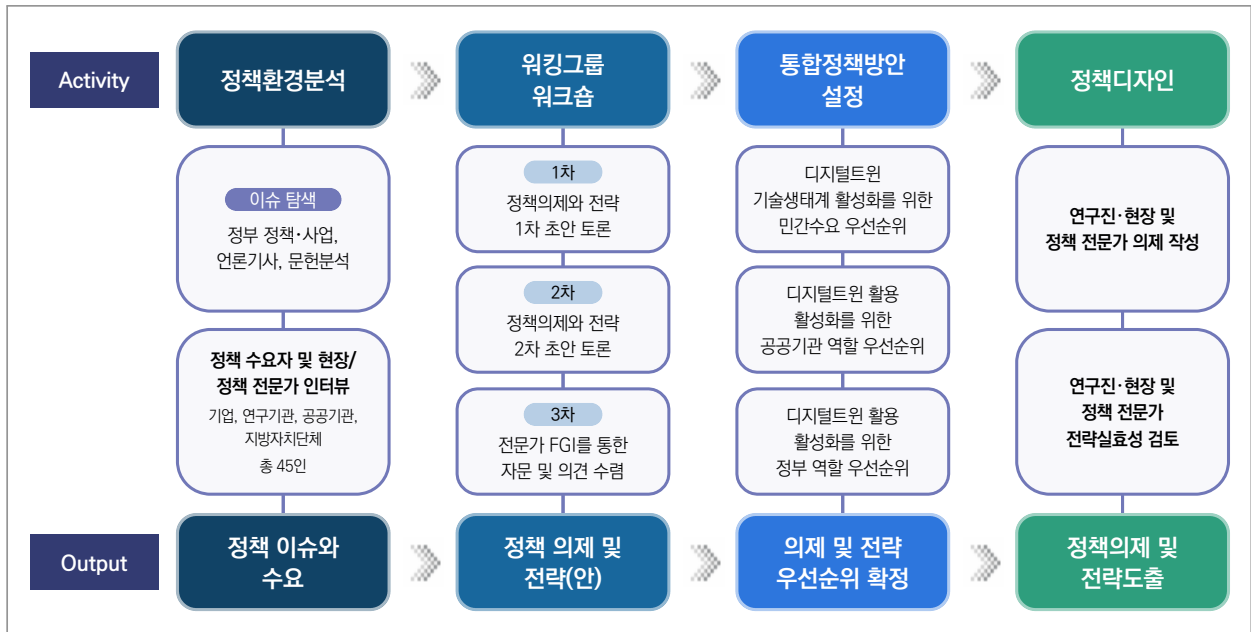 Activity
정책환경분석
워킹그룹
워크숍
통합정책방안
설정
정책디자인
이슈 탐색
정부 정책·사업,
언론기사, 문헌분석
정책 수요자 및 현장/
정책 전문가 인터뷰
기업, 연구기관, 공공기관,
지방자치단체
총 45인
1차
정책의제와 전략
1차 초안 토론
2차
정책의제와 전략
2차 초안 토론
3차
전문가 FGI를 통한
자문 및 의견 수렴
디지털트윈
기술생태계 활성화를 위한
민간수요 우선순위
디지털트윈 활용
활성화를 위한
공공기관 역할 우선순위
디지털트윈 활용
활성화를 위한
정부 역할 우선순위
연구진·현장 및
정책 전문가 의제 작성
연구진·현장 및
정책 전문가
전략실효성 검토
Output
정책 이슈와
수요
정책 의제 및
전략(안)
의제 및 전략
우선순위 확정
정책의제 및
전략도출